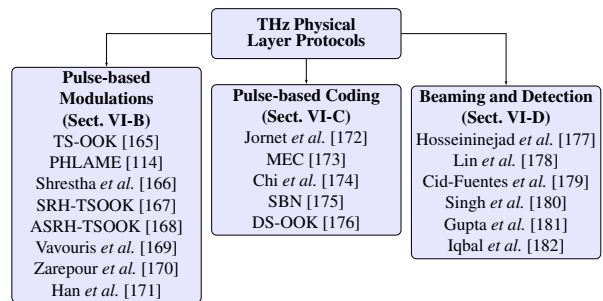 THz Physical
Layer Protocols
Pulse-based
Modulations
(Sect. VI-B)
TS-OOK [165]
PHLAME [114]
Shrestha et al. [166]
SRH-TSOOK [167]
ASRH-TSOOK [168]
Vavouris et al. [169]
Zarepour et al. [170]
Han et al. [171]
Pulse-based Coding
(Sect. VI-C)
Jornet et al. [172]
MEC [173]
Chi et al. [174]
SBN [175]
DS-OOK [176]
Beaming and Detection
(Sect. VI-D)
Hosseininejad et al. [177]
Lin et al. [178]
Cid-Fuentes et al. [179]
Singh et al. [180]
Gupta et al. [181]
Iqbal et al. [182]